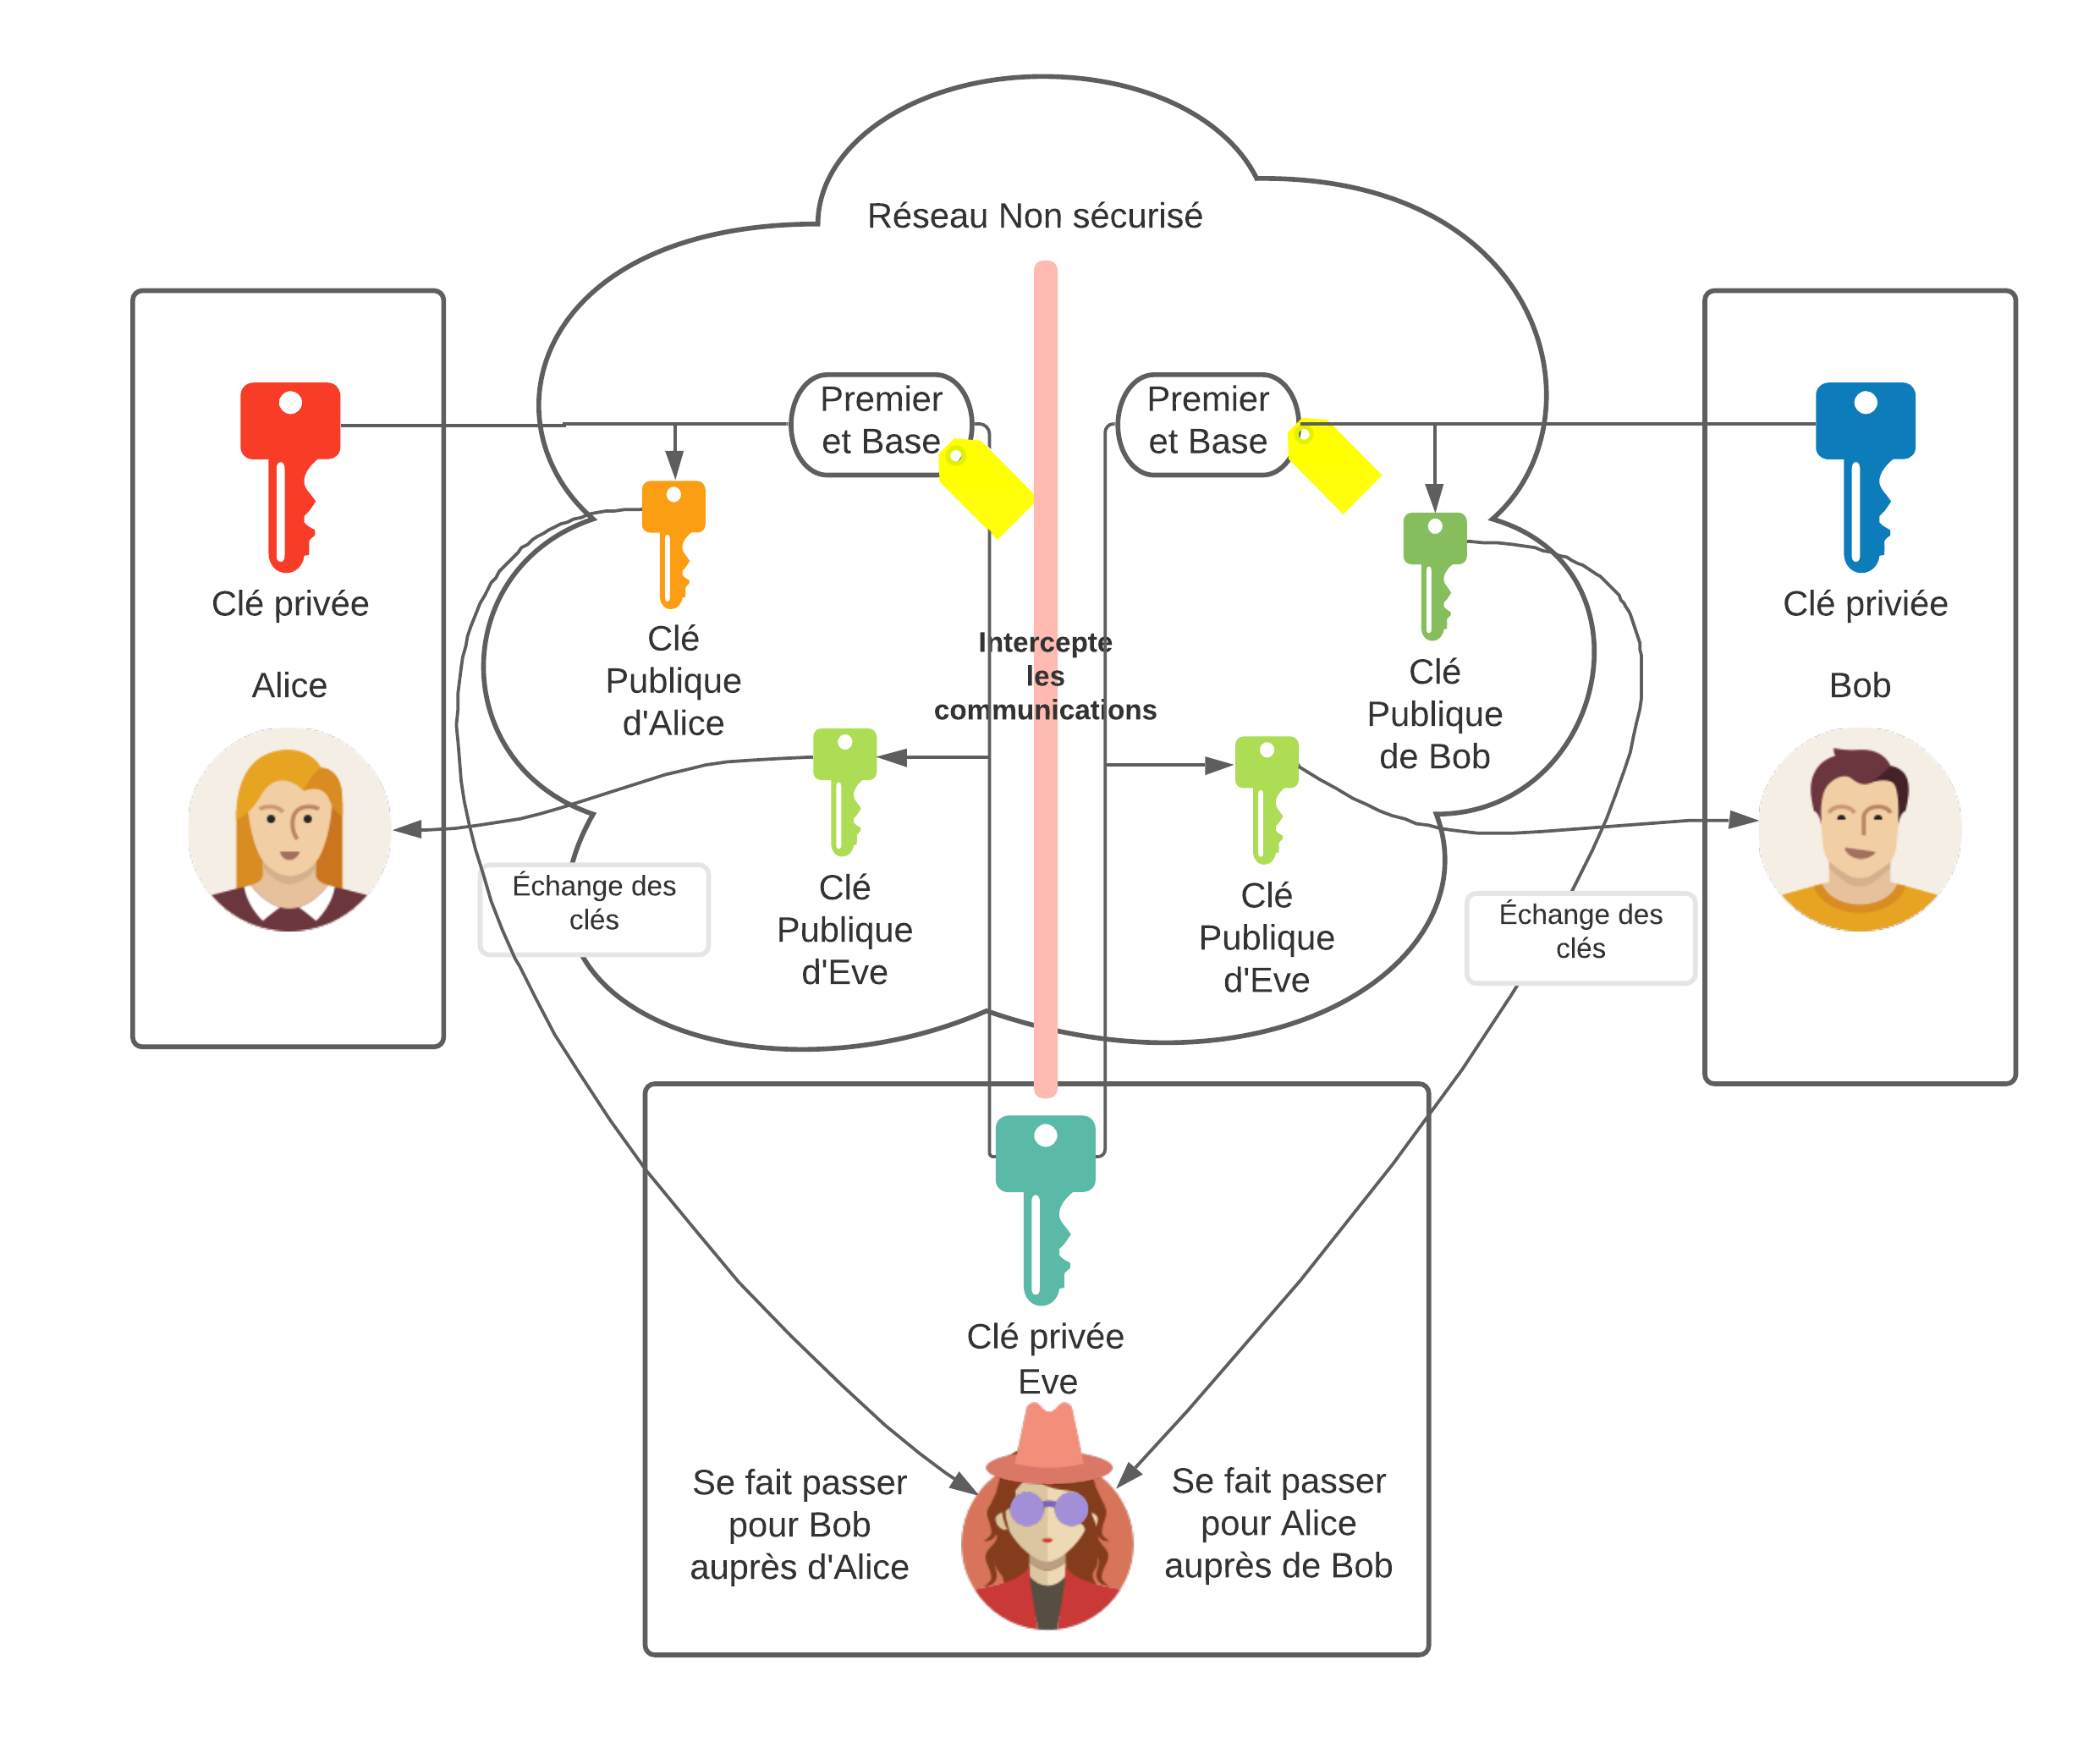 Réseau Non sécurisé
Premier
et Base
Premier
et Base
Clé privée
Alice
Clé
Publique
d'Alice
Intercepte
les
communications
Clé
Publique
de Bob
Clé priviée
Bob
Échange des
clés
Clé
Publique
d'Eve
Clé
Publique
d'Eve
Échange des
clés
Clé privée
Eve
Se fait passer
pour Bob
auprès d'Alice
Se fait passer
pour Alice
auprès de Bob